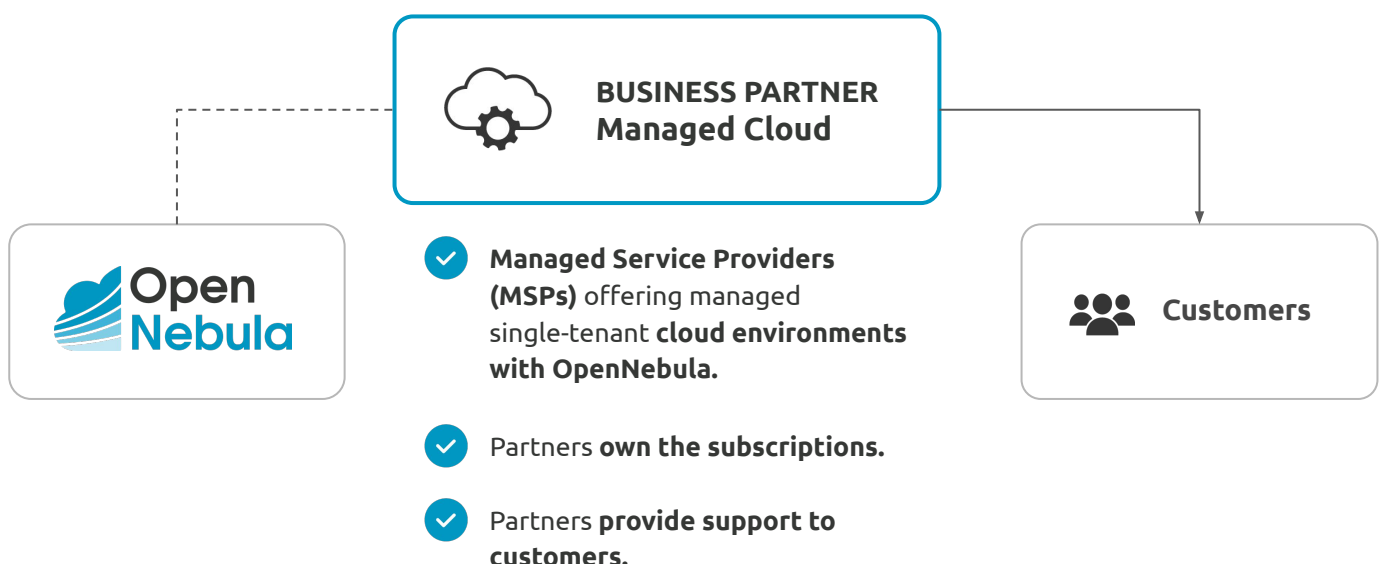 BUSINESS PARTNER
Managed Cloud
Open
Nebula
Managed Service Providers
(MSPs) offering managed
single-tenant cloud environments
with OpenNebula.
Partners own the subscriptions.
Partners provide support to
customers.
Customers